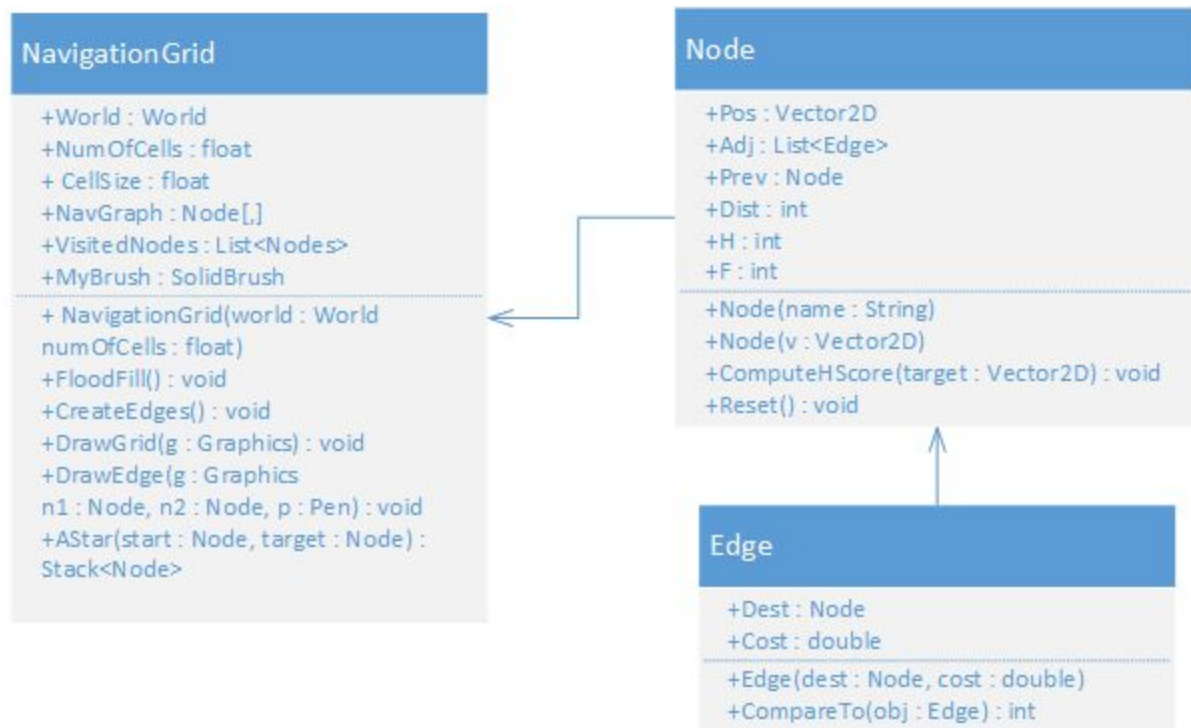 NavigationGrid
+World : World
+NumOfCells : float
+ CellSize : float
+NavGraph : Node[,]
+VisitedNodes : List<Nodes>
+MyBrush : SolidBrush
+ NavigationGrid(world : World
numOfCells : float)
+FloodFill() : void
+CreateEdges() : void
+DrawGrid(g : Graphics) : void
+DrawEdge(g : Graphics
n1 : Node, n2 : Node, p : Pen) : void
+AStar(start : Node, target : Node) :
Stack<Node>
Node
+Pos : Vector2D
+Adj : List<Edge>
+Prev : Node
+Dist : int
+H : int
+F : int
+Node(name : String)
+Node(v : Vector2D)
+ComputeHScore(target : Vector2D) : void
+Reset() : void
Edge
+Dest : Node
+Cost : double
+Edge(dest : Node, cost : double)
+CompareTo(obj : Edge) : int